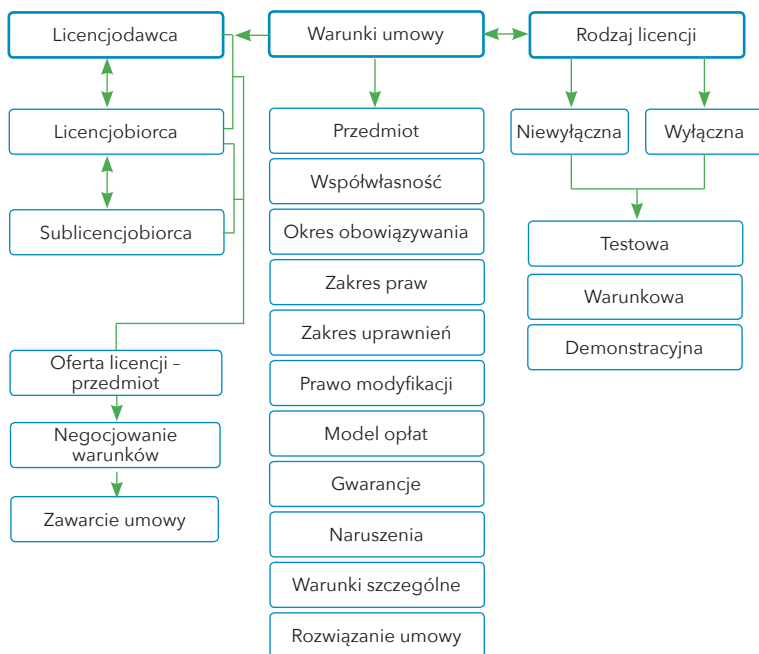 Licencjodawca
Warunki umowy
Rodzaj licencji
Licencjobiorca
Sublicencjobiorca
Oferta licencji –
przedmiot
Negocjowanie
warunków
Zawarcie umowy
Przedmiot
Współwłasność
Okres obowiązywania
Zakres praw
Zakres uprawnień
Prawo modyfikacji
Model opłat
Gwarancje
Naruszenia
Warunki szczególne
Rozwiązanie umowy
Niewyłączna
Wyłączna
Testowa
Warunkowa
Demonstracyjna